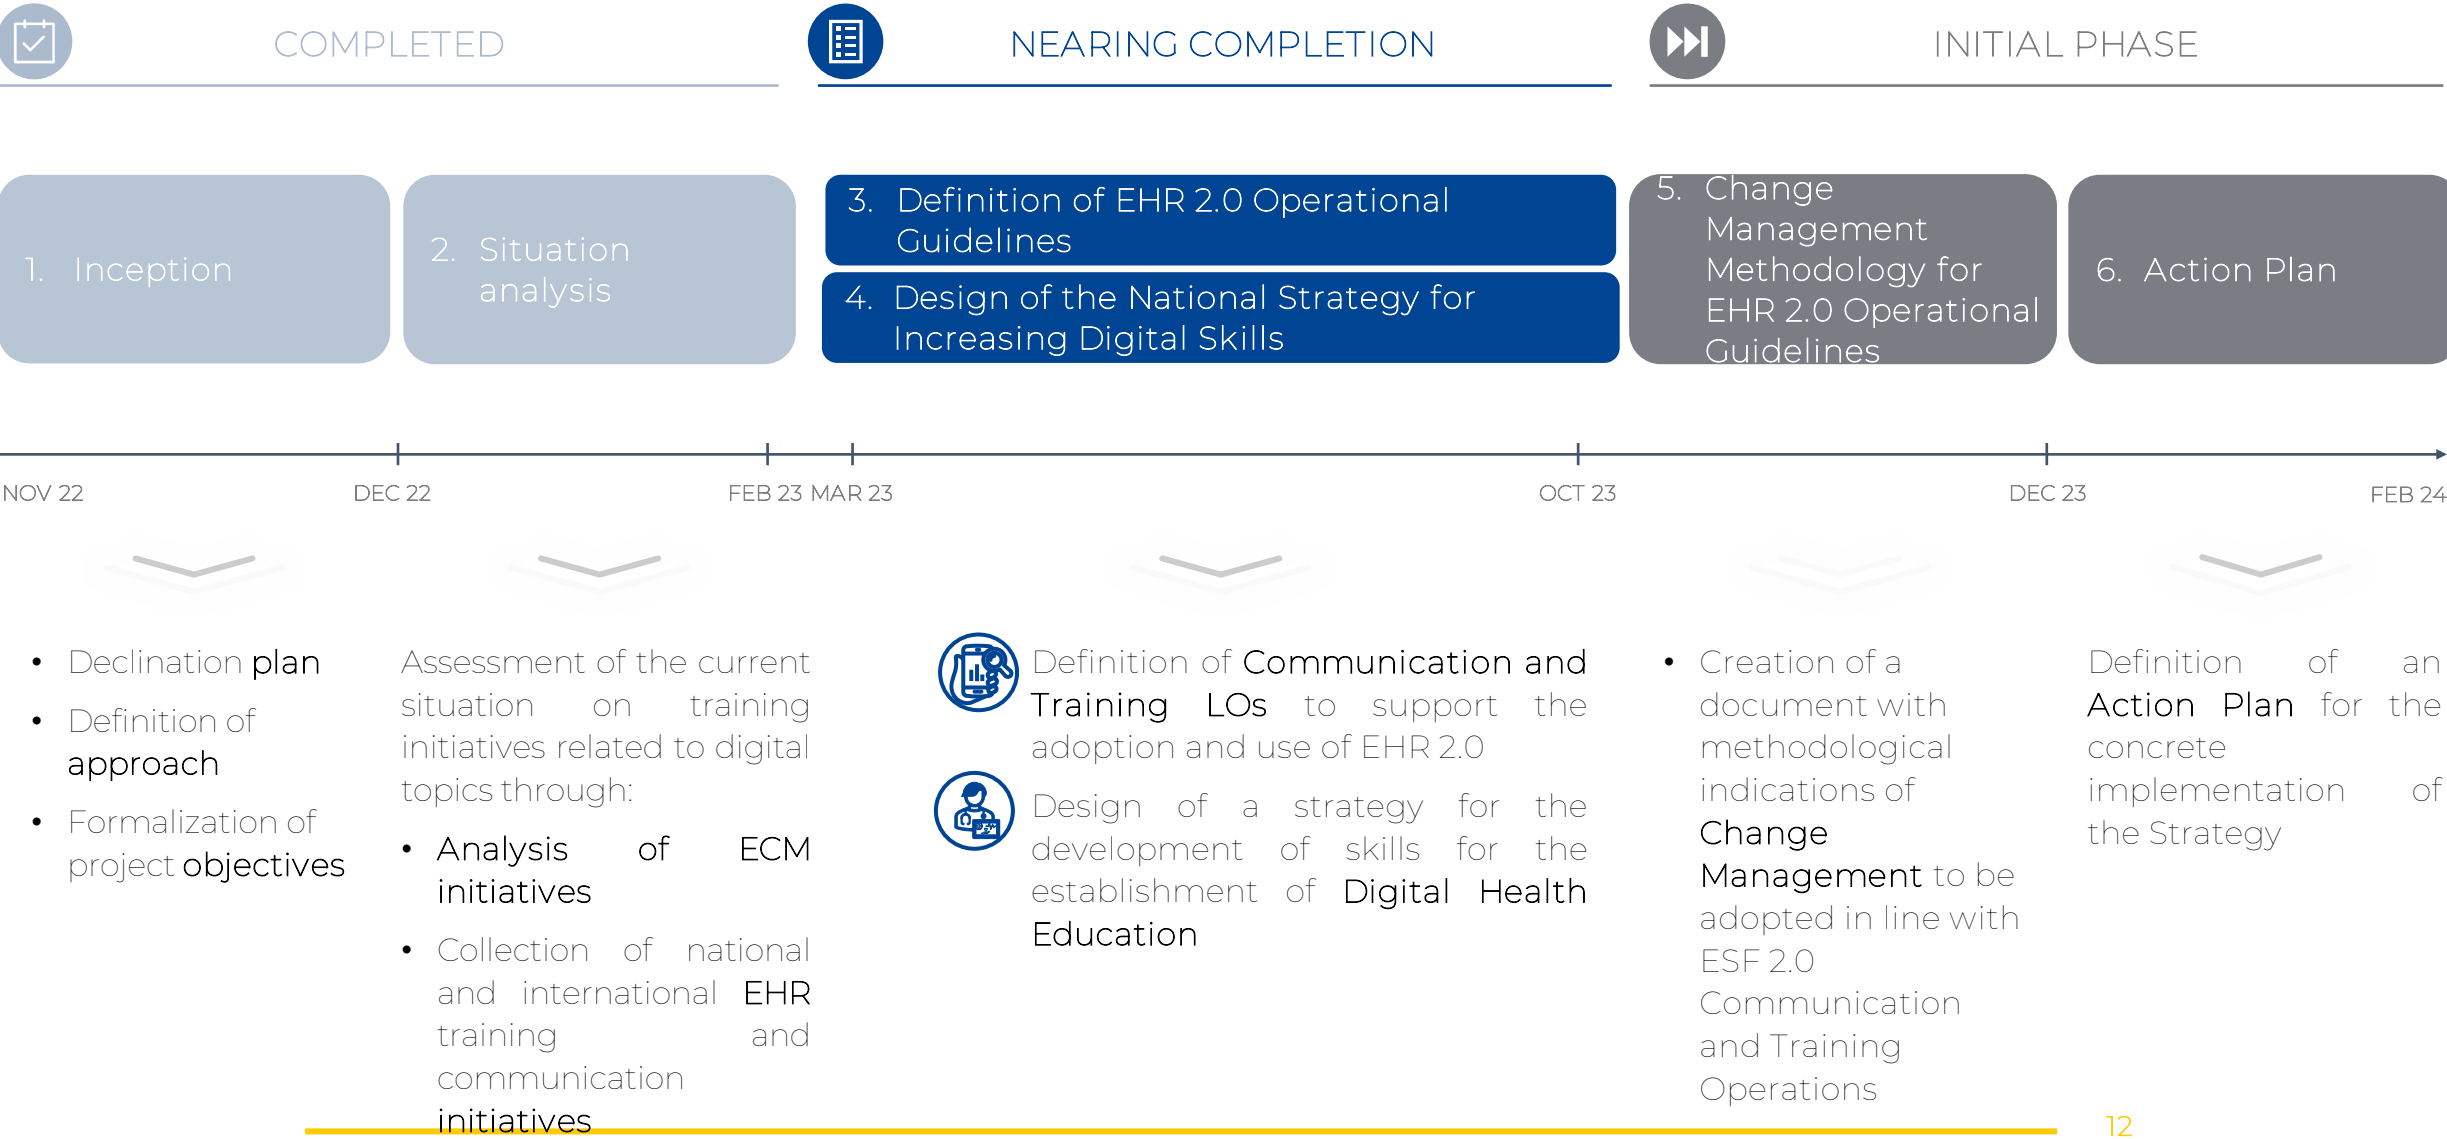 COMPLETED
NEARING COMPLETION
INITIAL PHASE
1. Inception
2. Situation
analysis
3. Definition of EHR 2.0 Operational
Guidelines
4. Design of the National Strategy for
Increasing Digital Skills
5. Change
Management
Methodology for
EHR 2.0 Operational
Guidelines
6. Action Plan
NOV 22
DEC 22
FEB 23
MAR 23
OCT 23
DEC 23
FEB 24
• Declination plan
• Definition of
approach
• Formalization of
project objectives
Assessment of the current
situation on training
initiatives related to digital
topics through:
• Analysis of ECM
initiatives
• Collection of national
and international EHR
training and
communication
initiatives
Definition of Communication and
Training LOs to support the
adoption and use of EHR 2.0
Design of a strategy for the
development of skills for the
establishment of Digital Health
Education
• Creation of a
document with
methodological
indications of
Change
Management to be
adopted in line with
ESF 2.0
Communication
and Training
Operations
Definition of an
Action Plan for the
concrete
implementation of
the Strategy
12